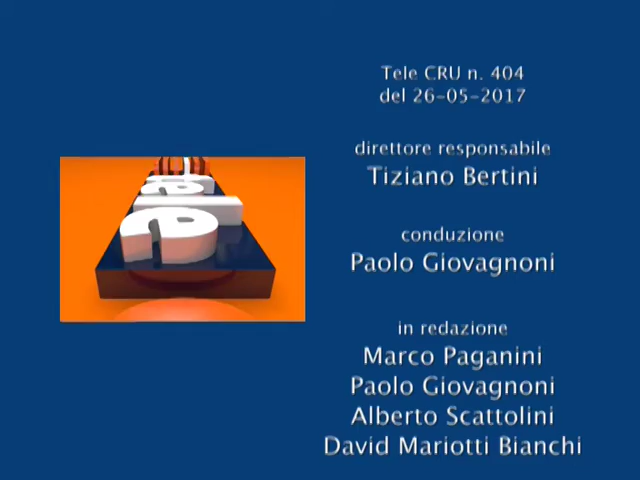 Tele CRU n. 404
del 26-05-2017
direttore responsabile
Tiziano Bertini
conduzione
Paolo Giovagnoni
in redazione
Marco Paganini
Paolo Giovagnoni
Alberto Scattolini
David Mariotti Bianchi